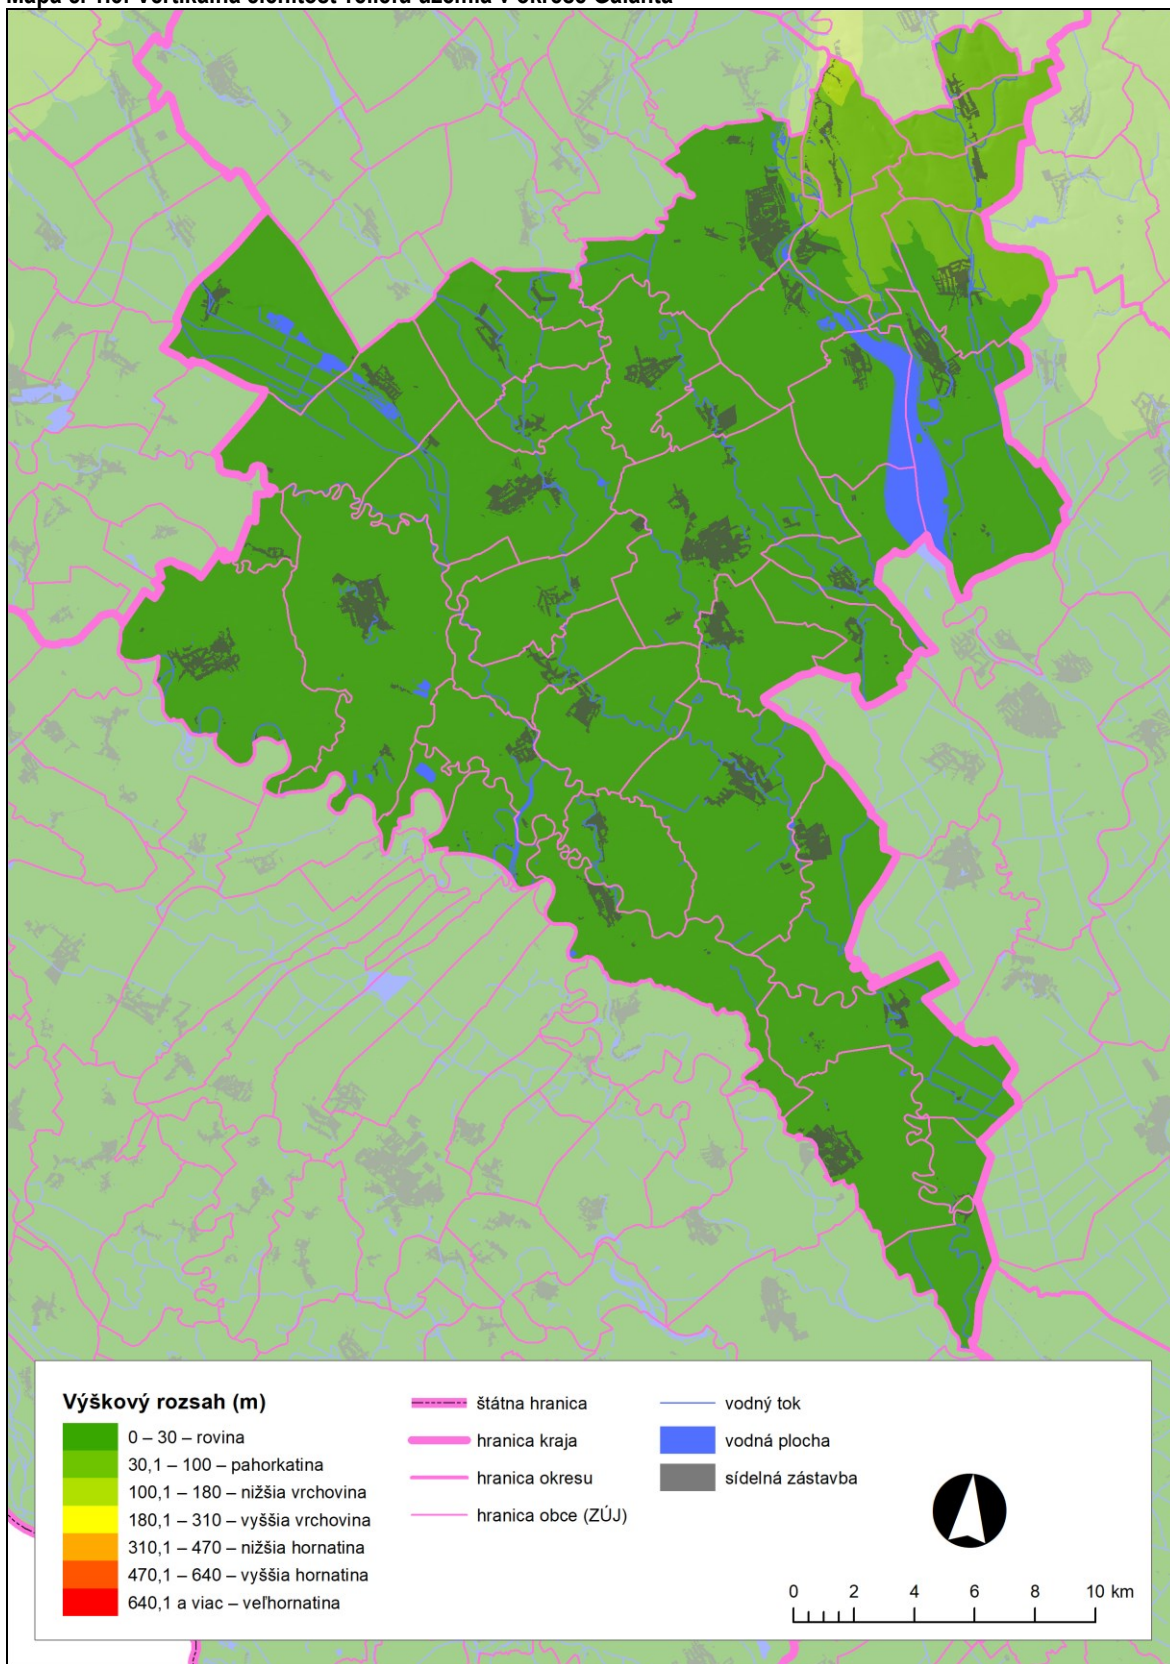 Výškový rozsah (m)
0 – 30 – rovina
30,1 – 100 – pahorkatina
100,1 – 180 – nižšia vrchovina
180,1 – 310 – vyššia vrchovina
310,1 – 470 – nižšia hornatina
470,1 – 640 – vyššia hornatina
640,1 a viac – veľhornatina
štátna hranica
hranica kraja
hranica okresu
hranica obce (ZÚJ)
vodný tok
vodná plocha
sídelná zástavba
0 2 4 6 8 10 km